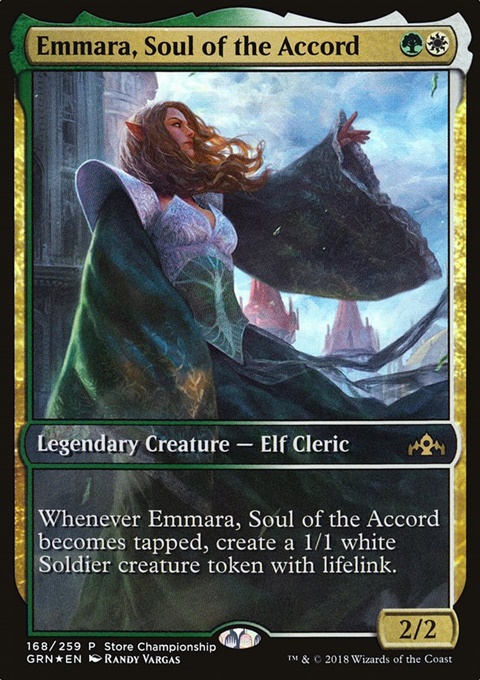 Emmara, Soul of the Accord
Legendary Creature — Elf Cleric
Whenever Emmara, Soul of the Accord
becomes tapped, create a 1/1 white
Soldier creature token with lifelink.
2/2
168/259 P Store Championship
GRN★EN Randy Vargas
™ & © 2018 Wizards of the Coast